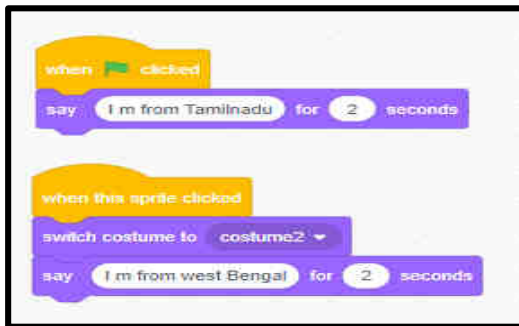 when clicked
say I m from Tamilnadu for 2 seconds
when this sprite clicked
switch costume to costume2
say I m from west Bengal for 2 seconds